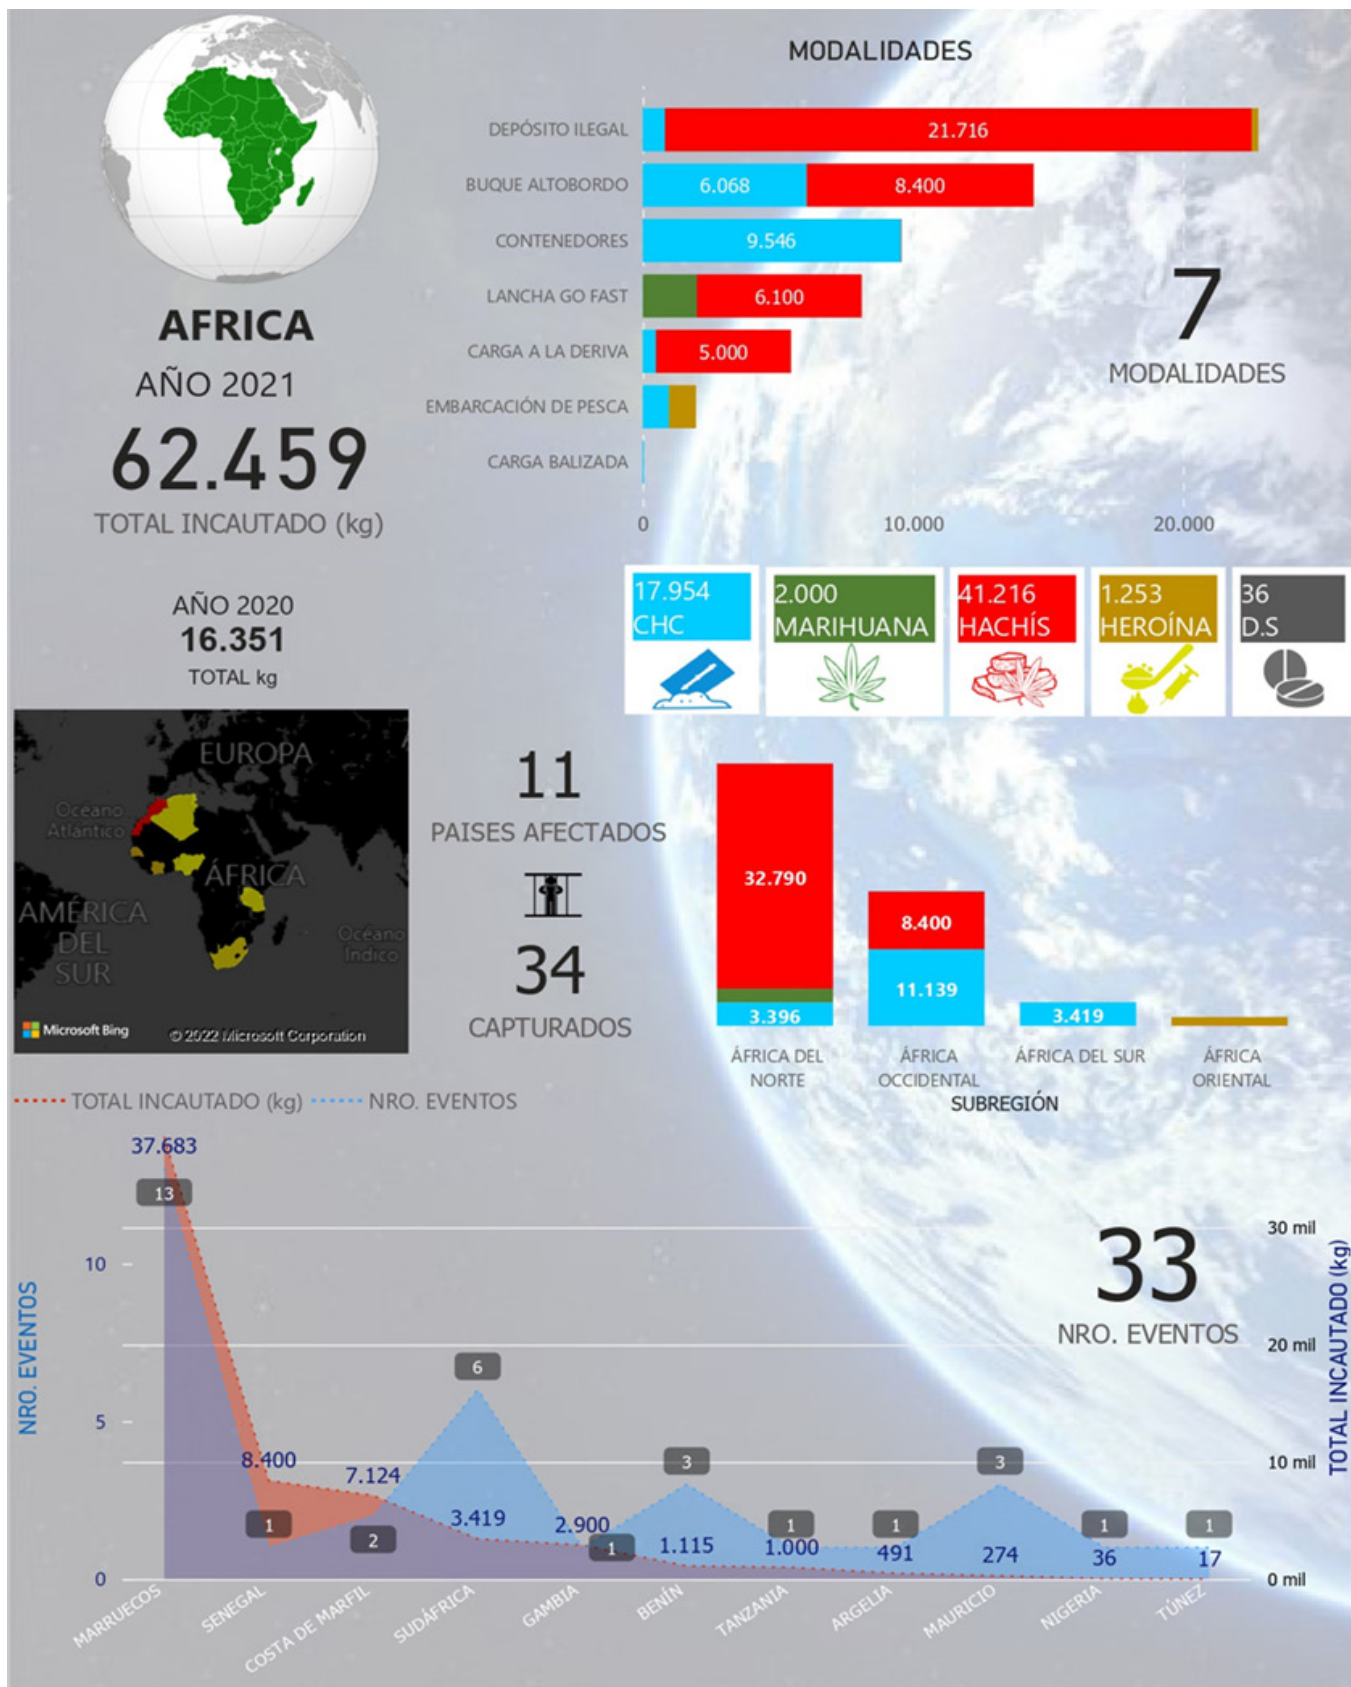 AFRICA
AÑO 2021
62.459
TOTAL INCAUTADO (kg)
AÑO 2020
16.351
TOTAL kg
MODALIDADES
DEPÓSITO ILEGAL
21.716
BUQUE ALTOBORDO
6.068
8.400
CONTENEDORES
9.546
LANCHA GO FAST
6.100
CARGA A LA DERIVA
5.000
EMBARCACIÓN DE PESCA
CARGA BALIZADA
0
10.000
20.000
7
MODALIDADES
17.954
CHC
2.000
MARIHUANA
41.216
HACHÍS
1.253
HEROÍNA
36
D.S
EUROPA
Océano
Atlántico
ÁFRICA
AMÉRICA
DEL
SUR
Océano
Índico
Microsoft Bing
© 2022 Microsoft Corporation
11
PAISES AFECTADOS
34
CAPTURADOS
32.790
3.396
8.400
11.139
3.419
ÁFRICA DEL
NORTE
ÁFRICA
OCCIDENTAL
ÁFRICA DEL SUR
ÁFRICA
ORIENTAL
SUBREGIÓN
TOTAL INCAUTADO (kg)
NRO. EVENTOS
37.683
13
8.400
1
7.124
2
6
3.419
2.900
1
3
1.115
1
1.000
1
491
3
274
1
36
1
17
33
NRO. EVENTOS
NRO. EVENTOS
10
5
0
30 mil
20 mil
10 mil
0 mil
TOTAL INCAUTADO (kg)
MARRUECOS
SENEGAL
COSTA DE MARFIL
SUDÁFRICA
GAMBIA
BENÍN
TANZANIA
ARGELIA
MAURICIO
NIGERIA
TÚNEZ